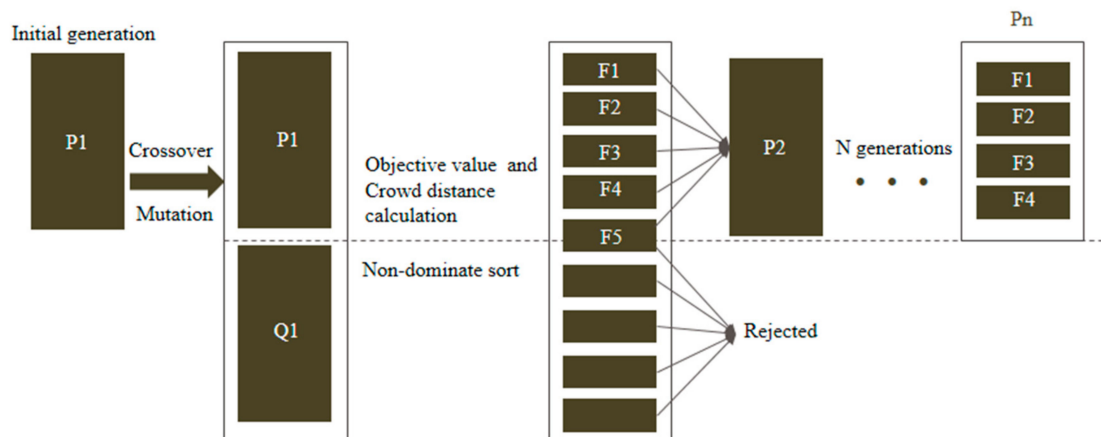 Initial generation
P1
Crossover
Mutation
P1
Q1
Objective value and
Crowd distance
calculation
Non-dominate sort
F1
F2
F3
F4
F5
P2
Rejected
N generations
Pn
F1
F2
F3
F4